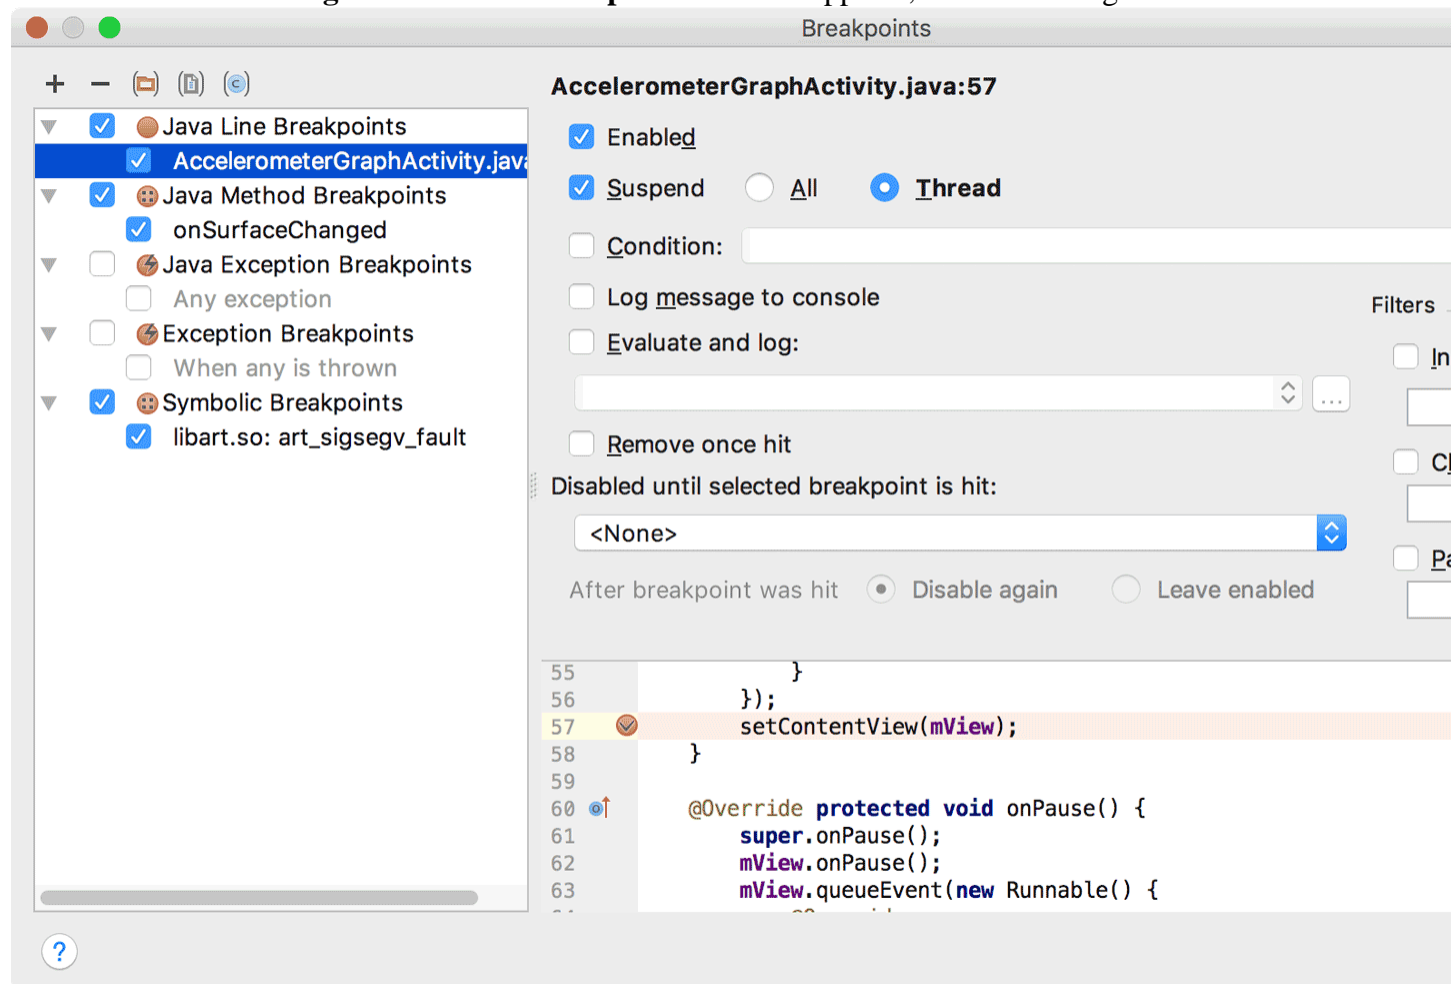 Breakpoints
AccelerometerGraphActivity.java:57
Java Line Breakpoints
AccelerometerGraphActivity.java
Java Method Breakpoints
onSurfaceChanged
Java Exception Breakpoints
Any exception
Exception Breakpoints
When any is thrown
Symbolic Breakpoints
libart.so: art_sigsegv_fault
Enabled
Suspend All Thread
Condition:
Log message to console
Evaluate and log:
...
Remove once hit
Disabled until selected breakpoint is hit:
<None>
After breakpoint was hit Disable again Leave enabled
Filters
In
Cl
Pa
55 }
56 });
57 setContentView(mView);
58 }
59
60 @Override protected void onPause() {
61 super.onPause();
62 mView.onPause();
63 mView.queueEvent(new Runnable() {
?